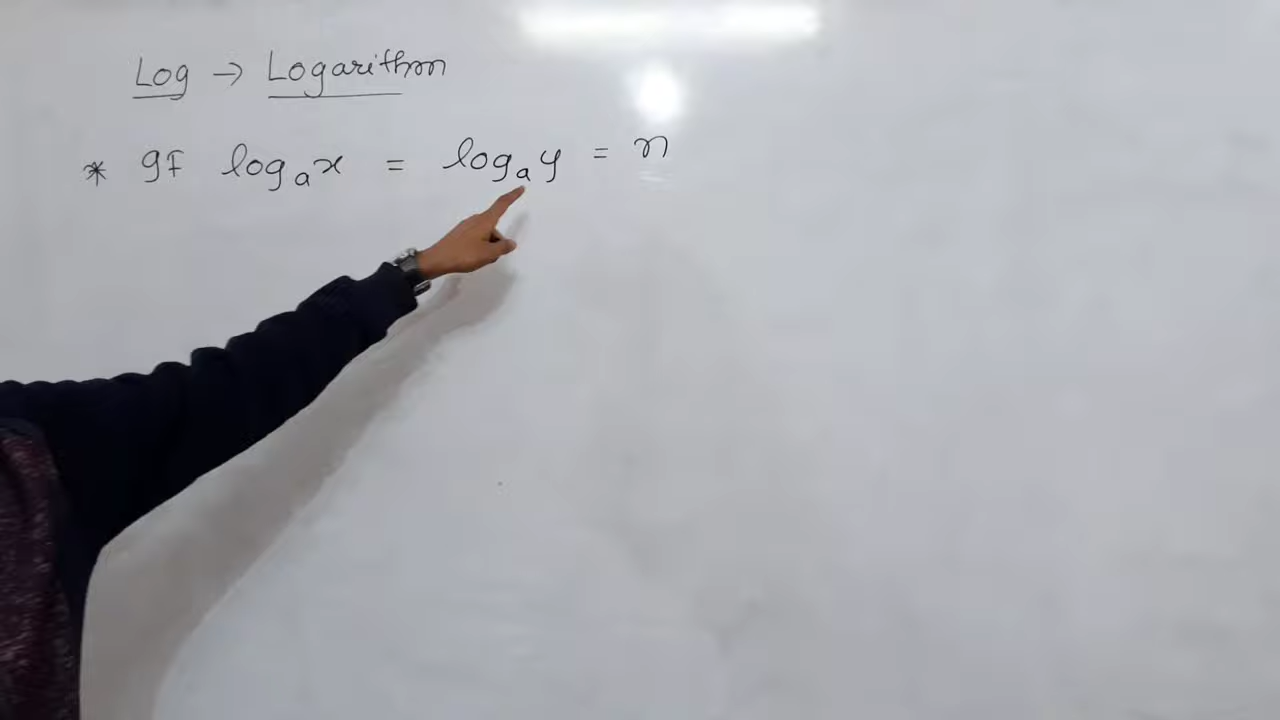 Log → Logarithm
* If logₐx = logₐy = n